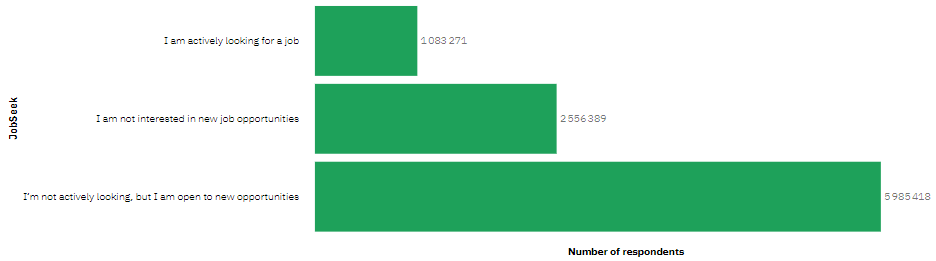 JobSeek
I am actively looking for a job
1 083 271
I am not interested in new job opportunities
2 556 389
I'm not actively looking, but I am open to new opportunities
5 985 418
Number of respondents